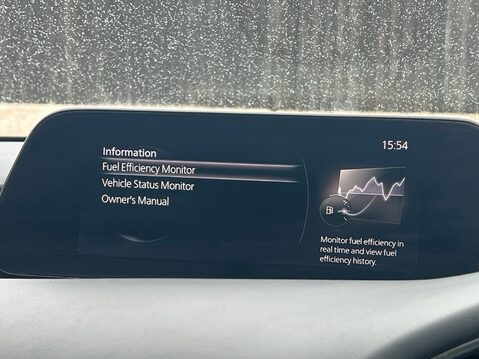 15:54
Information
Fuel Efficiency Monitor
Vehicle Status Monitor
Owner's Manual
Monitor fuel efficiency in
real time and view fuel
efficiency history.